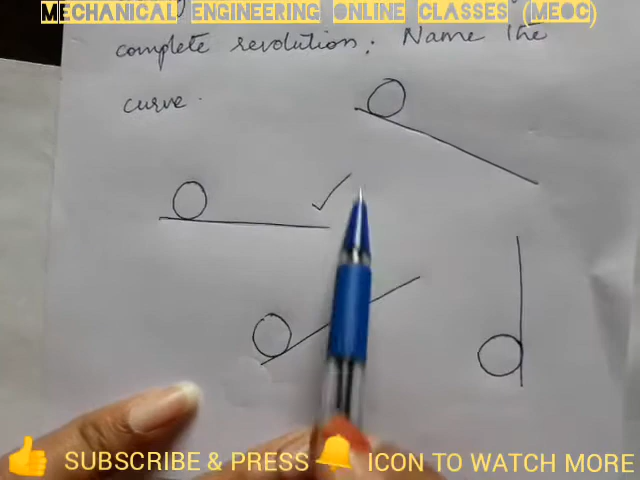 MECHANICAL ENGINEERING ONLINE CLASSES (MEOC)
complete revolution. Name the
curve.
SUBSCRIBE & PRESS ICON TO WATCH MORE